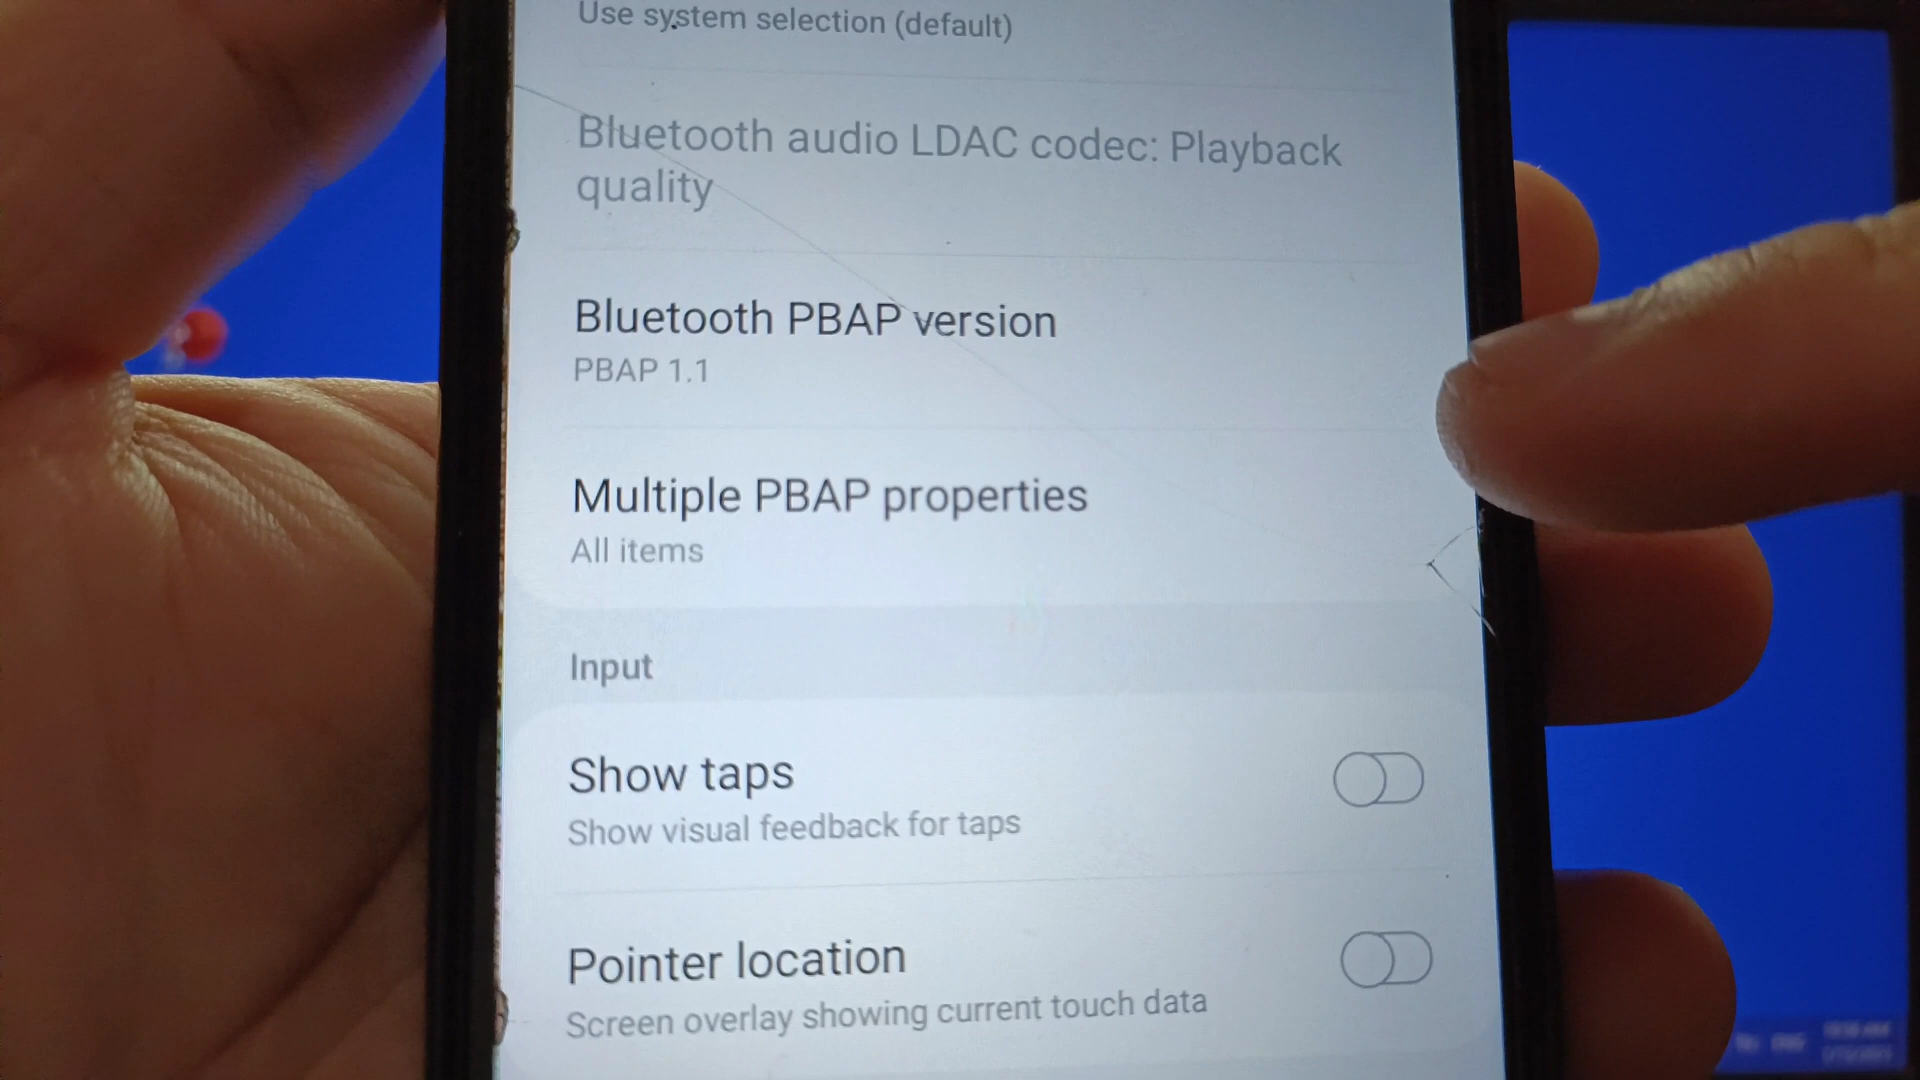 Use system selection (default)
Bluetooth audio LDAC codec: Playback
quality
Bluetooth PBAP version
PBAP 1.1
Multiple PBAP properties
All items
Input
Show taps
Show visual feedback for taps
Pointer location
Screen overlay showing current touch data